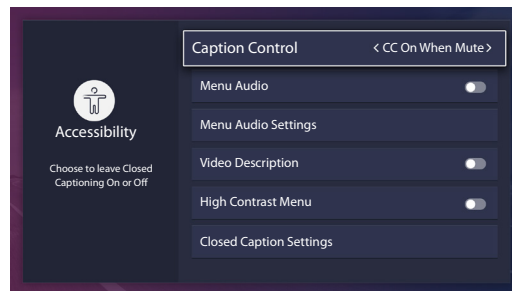 Caption Control < CC On When Mute >
Menu Audio
Menu Audio Settings
Video Description
High Contrast Menu
Closed Caption Settings
Accessibility
Choose to leave Closed
Captioning On or Off